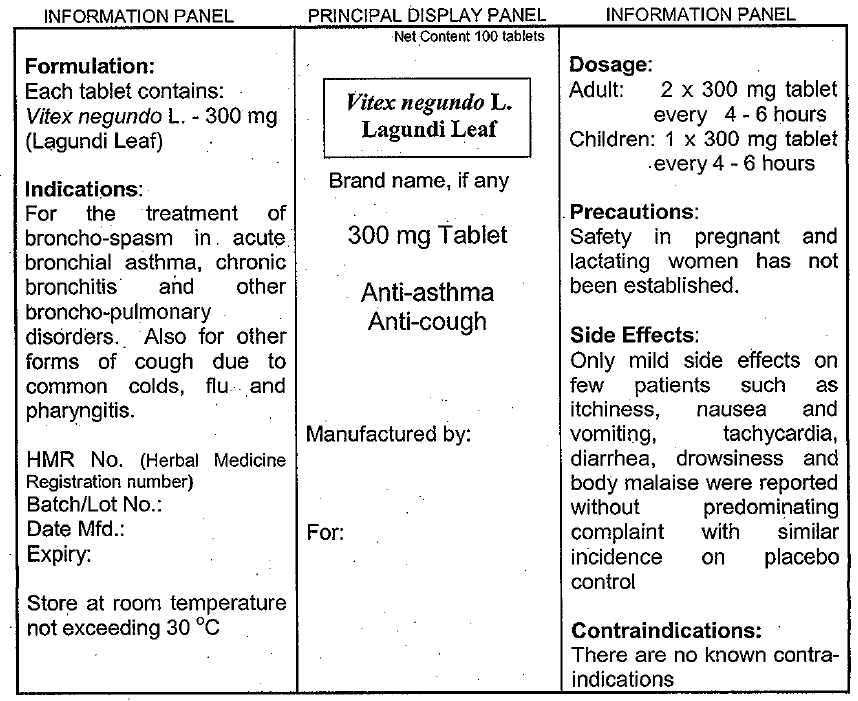 INFORMATION PANEL
Formulation:
Each tablet contains:
Vitex negundo L. - 300 mg
(Lagundi Leaf)
Indications:
For the treatment of
broncho-spasm in acute
bronchial asthma, chronic
bronchitis and other
broncho-pulmonary
disorders. Also for other
forms of cough due to
common colds, flu and
pharyngitis.
HMR No. (Herbal Medicine
Registration number)
Batch/Lot No.:
Date Mfd.:
Expiry:
Store at room temperature
not exceeding 30 °C
PRINCIPAL DISPLAY PANEL
Net Content 100 tablets
Vitex negundo L.
Lagundi Leaf
Brand name, if any
300 mg Tablet
Anti-asthma
Anti-cough
Manufactured by:
For:
INFORMATION PANEL
Dosage:
Adult: 2 x 300 mg tablet
every 4 - 6 hours
Children: 1 x 300 mg tablet
every 4 - 6 hours
Precautions:
Safety in pregnant and
lactating women has not
been established.
Side Effects:
Only mild side effects on
few patients such as
itchiness, nausea and
vomiting, tachycardia,
diarrhea, drowsiness and
body malaise were reported
without predominating
complaint with similar
incidence on placebo
control
Contraindications:
There are no known contra-
indications